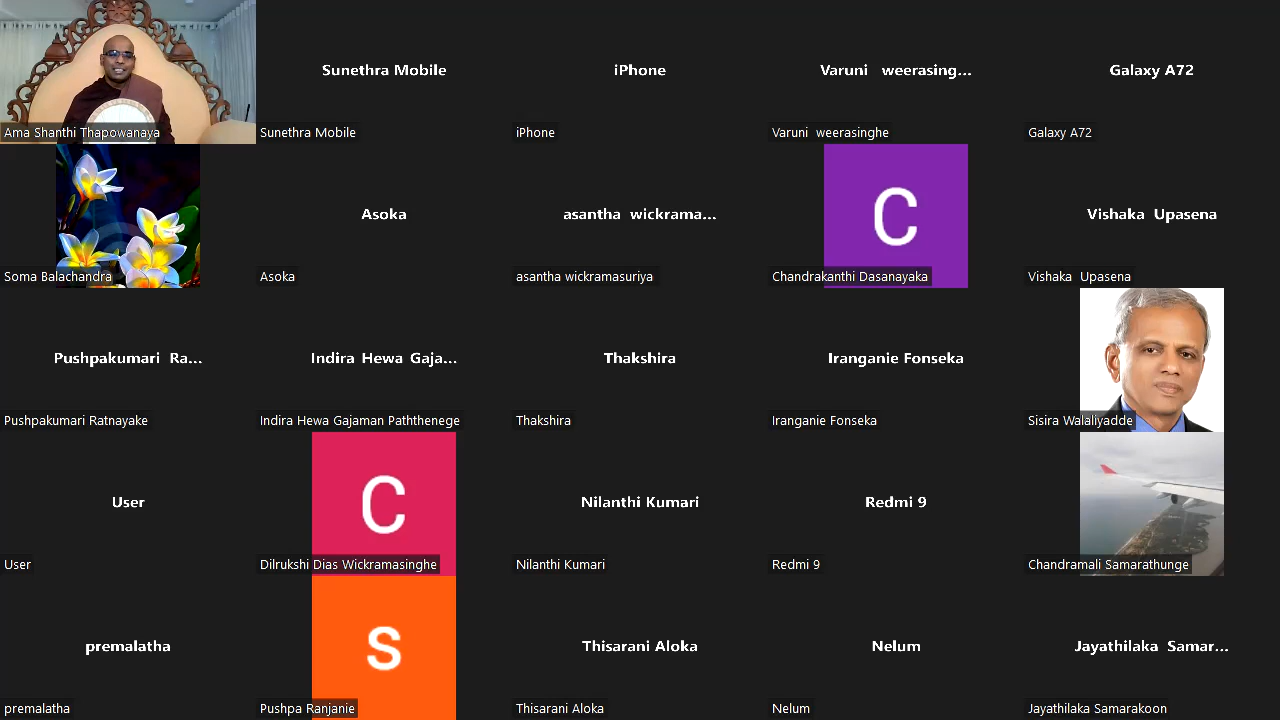 Ama Shanthi Thapowanaya
Sunethra Mobile
Sunethra Mobile
iPhone
iPhone
Varuni weerasing...
Varuni weerasinghe
Galaxy A72
Galaxy A72
Soma Balachandra
Asoka
Asoka
asantha wickrama...
asantha wickramasuriya
C
Chandrakanthi Dasanayaka
Vishaka Upasena
Vishaka Upasena
Pushpakumari Ra...
Pushpakumari Ratnayake
Indira Hewa Gaja...
Indira Hewa Gajaman Paththenege
Thakshira
Thakshira
Iranganie Fonseka
Iranganie Fonseka
Sisira Walaliyadde
User
User
C
Dilrukshi Dias Wickramasinghe
Nilanthi Kumari
Nilanthi Kumari
Redmi 9
Redmi 9
Chandramali Samarathunge
premalatha
premalatha
S
Pushpa Ranjanie
Thisarani Aloka
Thisarani Aloka
Nelum
Nelum
Jayathilaka Samar...
Jayathilaka Samarakoon